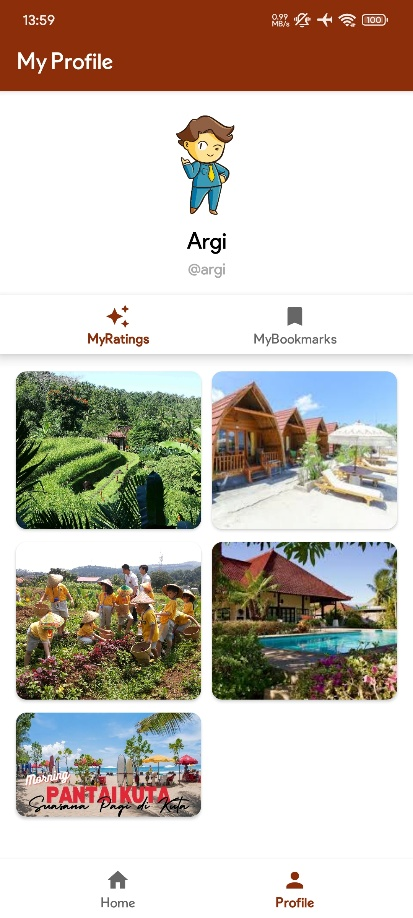 13:59
0.99
MB/s
100
My Profile
Argi
@argi
MyRatings
MyBookmarks
Morning
PANTAI KUTA
Suasana Pagi di Kuta
Home
Profile